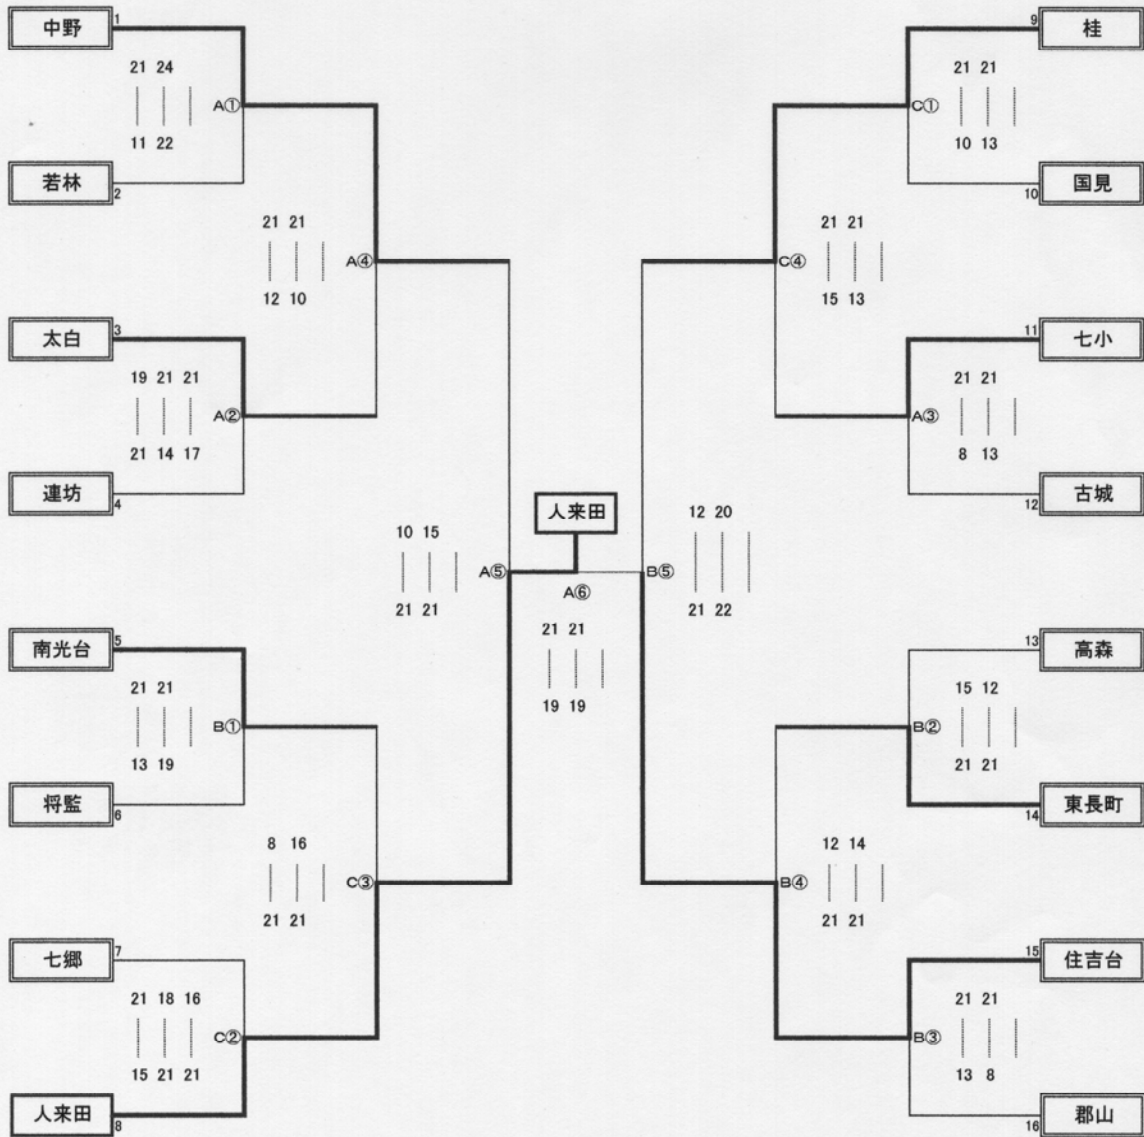 1 9
中野 桂
21 24 21 21
A① C①
11 22 10 13
若林 国見
2 10
21 21 21 21
A④ C④
12 10 15 13
3 11
太白 七小
19 21 21 21 21
A② A③
21 14 17 8 13
連坊 古城
4 12
人来田
10 15 12 20
A⑤ B⑤
A⑥
21 21 21 22
21 21
19 19
5 13
南光台 高森
21 21 15 12
B① B②
13 19 21 21
将監 東長町
6 14
8 16 12 14
C③ B④
21 21 21 21
7 15
七郷 住吉台
21 18 16 21 21
C② B③
15 21 21 13 8
人来田 郡山
8 16